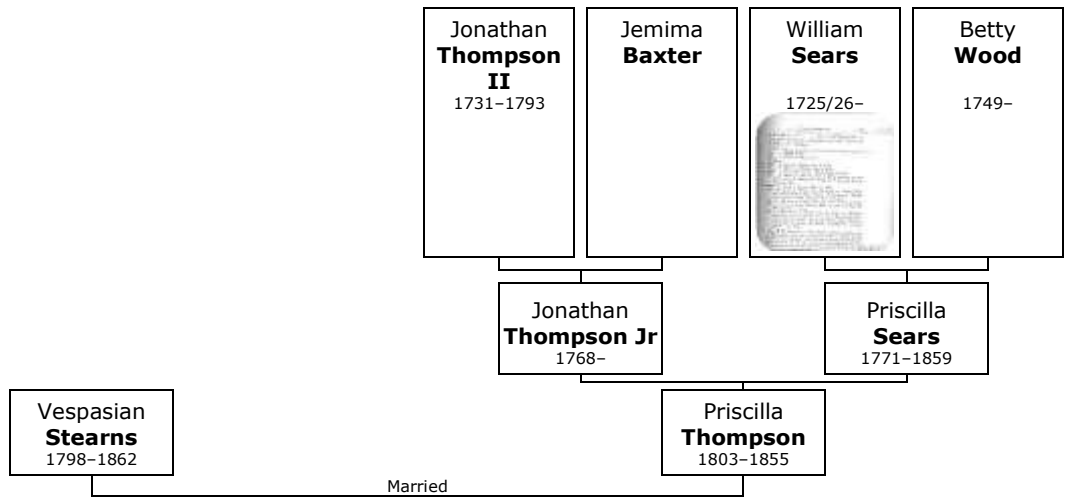 Jonathan
Thompson
II
1731–1793
Jemima
Baxter
William
Sears
1725/26–
Betty
Wood
1749–
Jonathan
Thompson Jr
1768–
Priscilla
Sears
1771–1859
Vespasian
Stearns
1798–1862
Priscilla
Thompson
1803–1855
Married